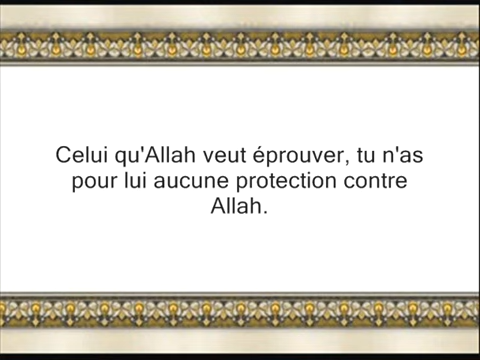 Celui qu'Allah veut éprouver, tu n'as
pour lui aucune protection contre
Allah.